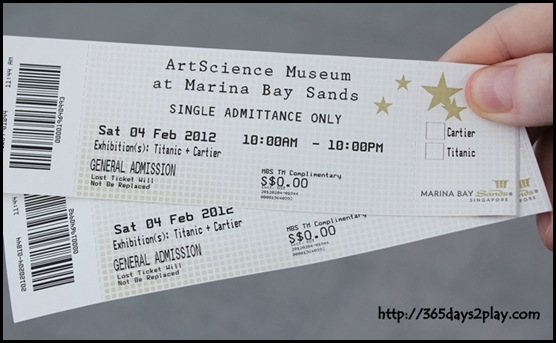 ArtScience Museum
at Marina Bay Sands
SINGLE ADMITTANCE ONLY
Sat 04 Feb 2012 10:00AM - 10:00PM
Exhibition(s): Titanic + Cartier
GENERAL ADMISSION
Lost Ticket Will
Not Be Replaced
MBS TM Complimentary
S$0.00
Cartier
Titanic
MARINA BAY Sands
SINGAPORE
11:44 AM
Sat 04 Feb 2012
Exhibition(s): Titanic + Cartier
GENERAL ADMISSION
Lost Ticket Will
Not Be Replaced
MBS TM Complimentary
S$0.00
http://365days2play.com/